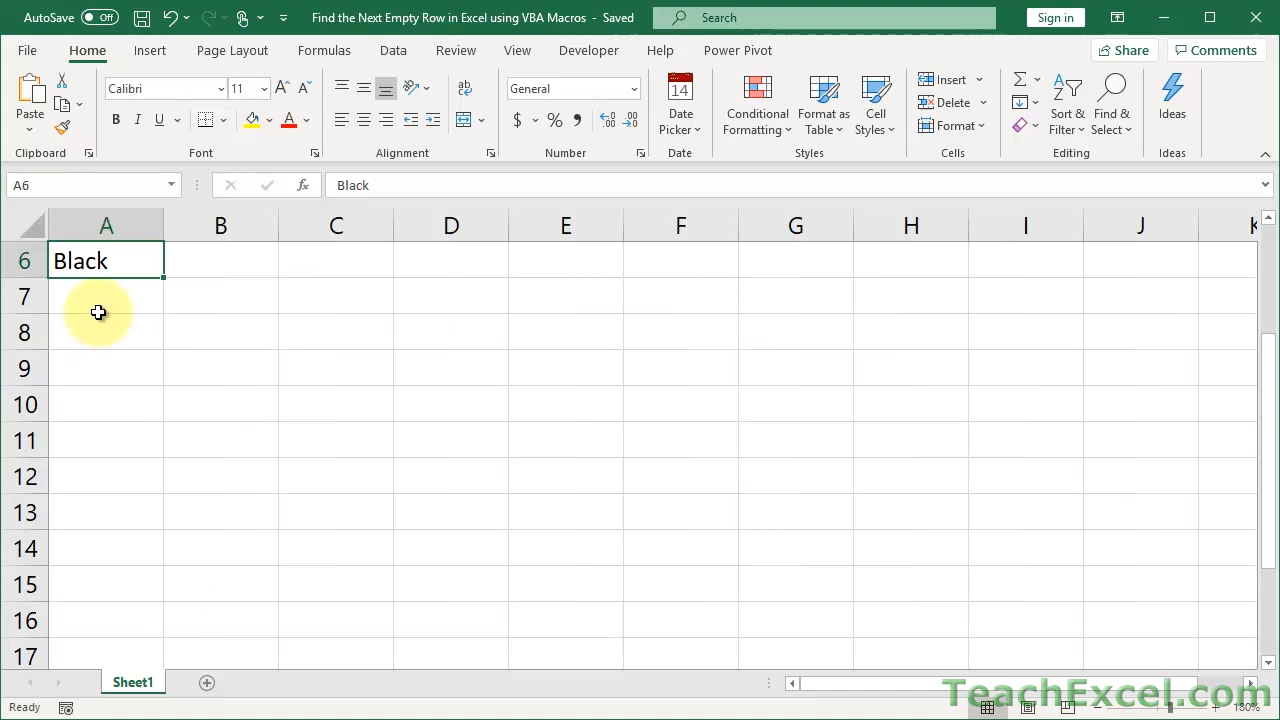 AutoSave Off Find the Next Empty Row in Excel using VBA Macros - Saved Search Sign in
File Home Insert Page Layout Formulas Data Review View Developer Help Power Pivot Share Comments
Paste
Calibri 11
B I U A
General
$ % 9
14
Date
Picker
Conditional
Formatting
Format as
Table
Cell
Styles
Insert
Delete
Format
Sort &
Filter
Find &
Select
Ideas
Clipboard Font Alignment Number Date Styles Cells Editing Ideas
A6 fx Black
A B C D E F G H I J K
6 Black
7
8
9
10
11
12
13
14
15
16
17
Sheet1
TeachExcel.com
Ready 180%